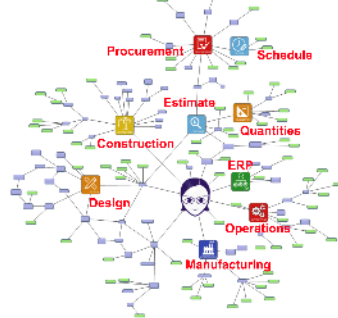 Procurement
Schedule
Estimate
Construction
Quantities
ERP
Design
Operations
Manufacturing